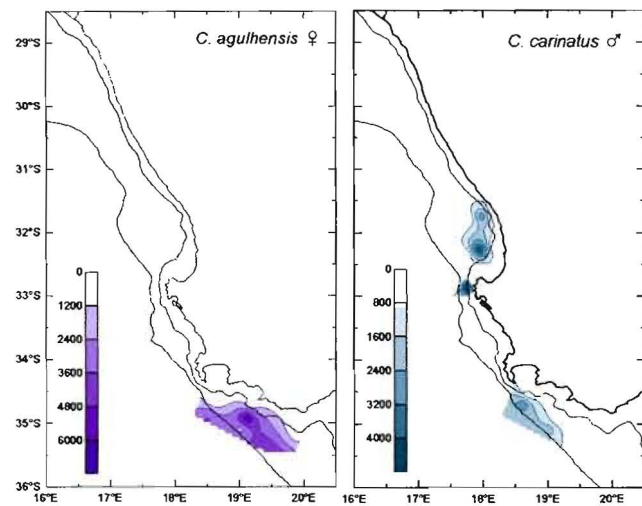 C. agulhensis ♀
29°S
30°S
31°S
32°S
33°S
34°S
35°S
36°S
0
1200
2400
3600
4800
6000
16°E
17°E
18°E
19°E
20°E
C. carinatus ♂
0
800
1600
2400
3200
4000
16°E
17°E
18°E
19°E
20°E